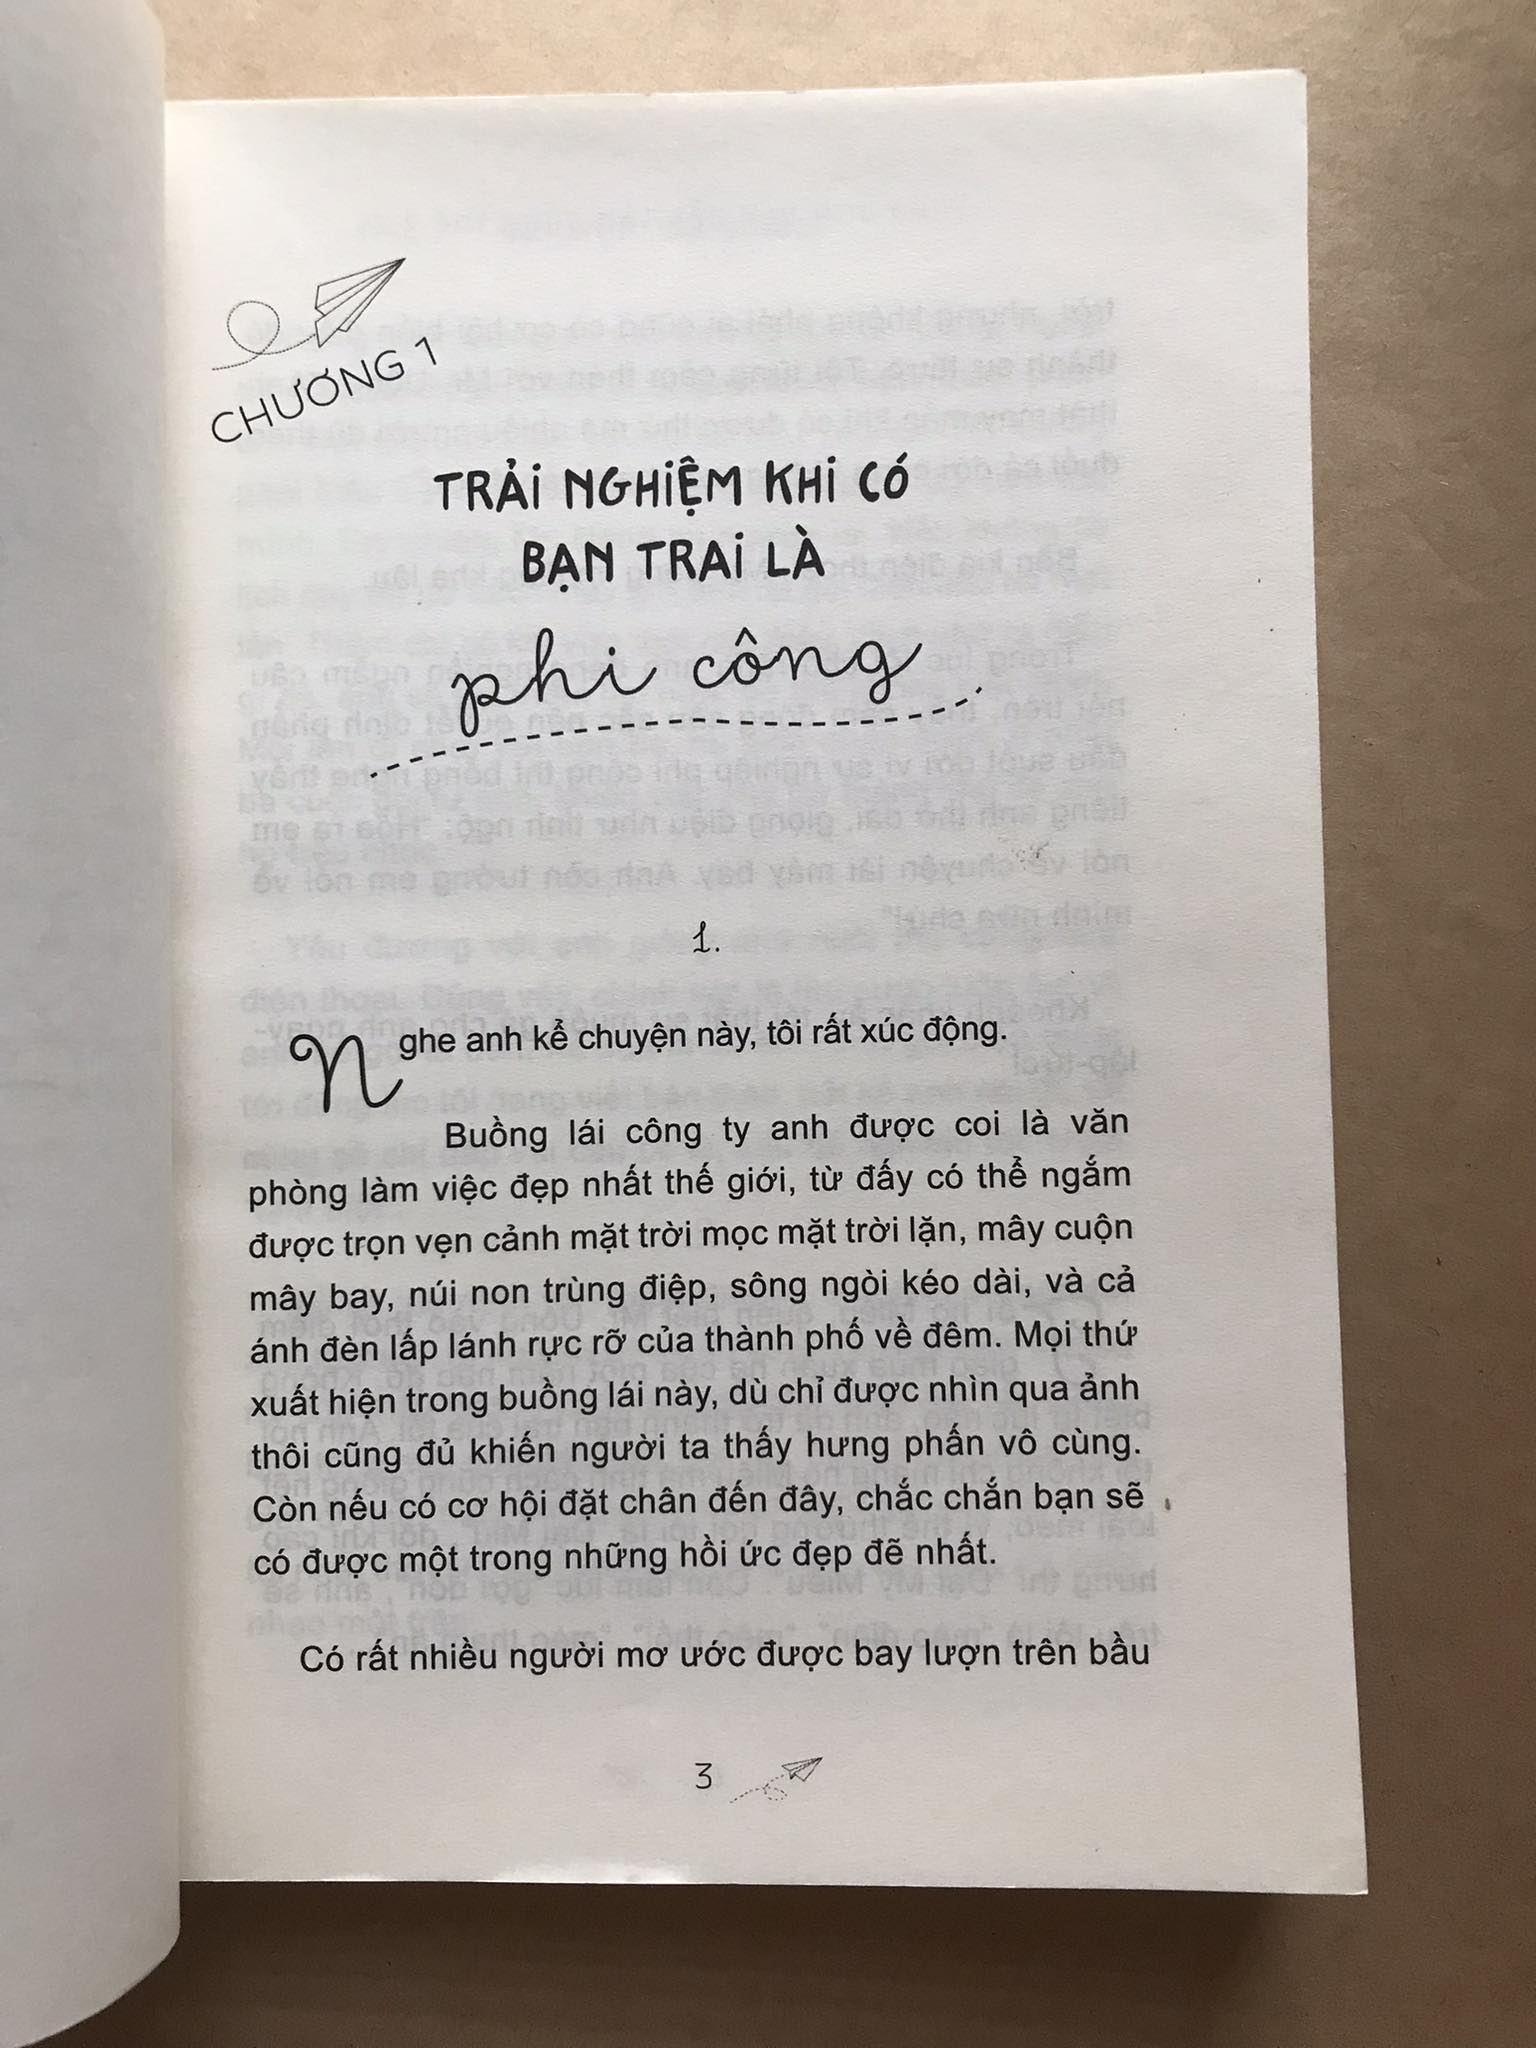 CHƯƠNG 1
TRẢI NGHIỆM KHI CÓ
BẠN TRAI LÀ
phi công
1.
Nghe anh kể chuyện này, tôi rất xúc động.
Buồng lái công ty anh được coi là văn
phòng làm việc đẹp nhất thế giới, từ đấy có thể ngắm
được trọn vẹn cảnh mặt trời mọc mặt trời lặn, mây cuộn
mây bay, núi non trùng điệp, sông ngòi kéo dài, và cả
ánh đèn lấp lánh rực rỡ của thành phố về đêm. Mọi thứ
xuất hiện trong buồng lái này, dù chỉ được nhìn qua ảnh
thôi cũng đủ khiến người ta thấy hưng phấn vô cùng.
Còn nếu có cơ hội đặt chân đến đây, chắc chắn bạn sẽ
có được một trong những hồi ức đẹp đẽ nhất.
Có rất nhiều người mơ ước được bay lượn trên bầu
3